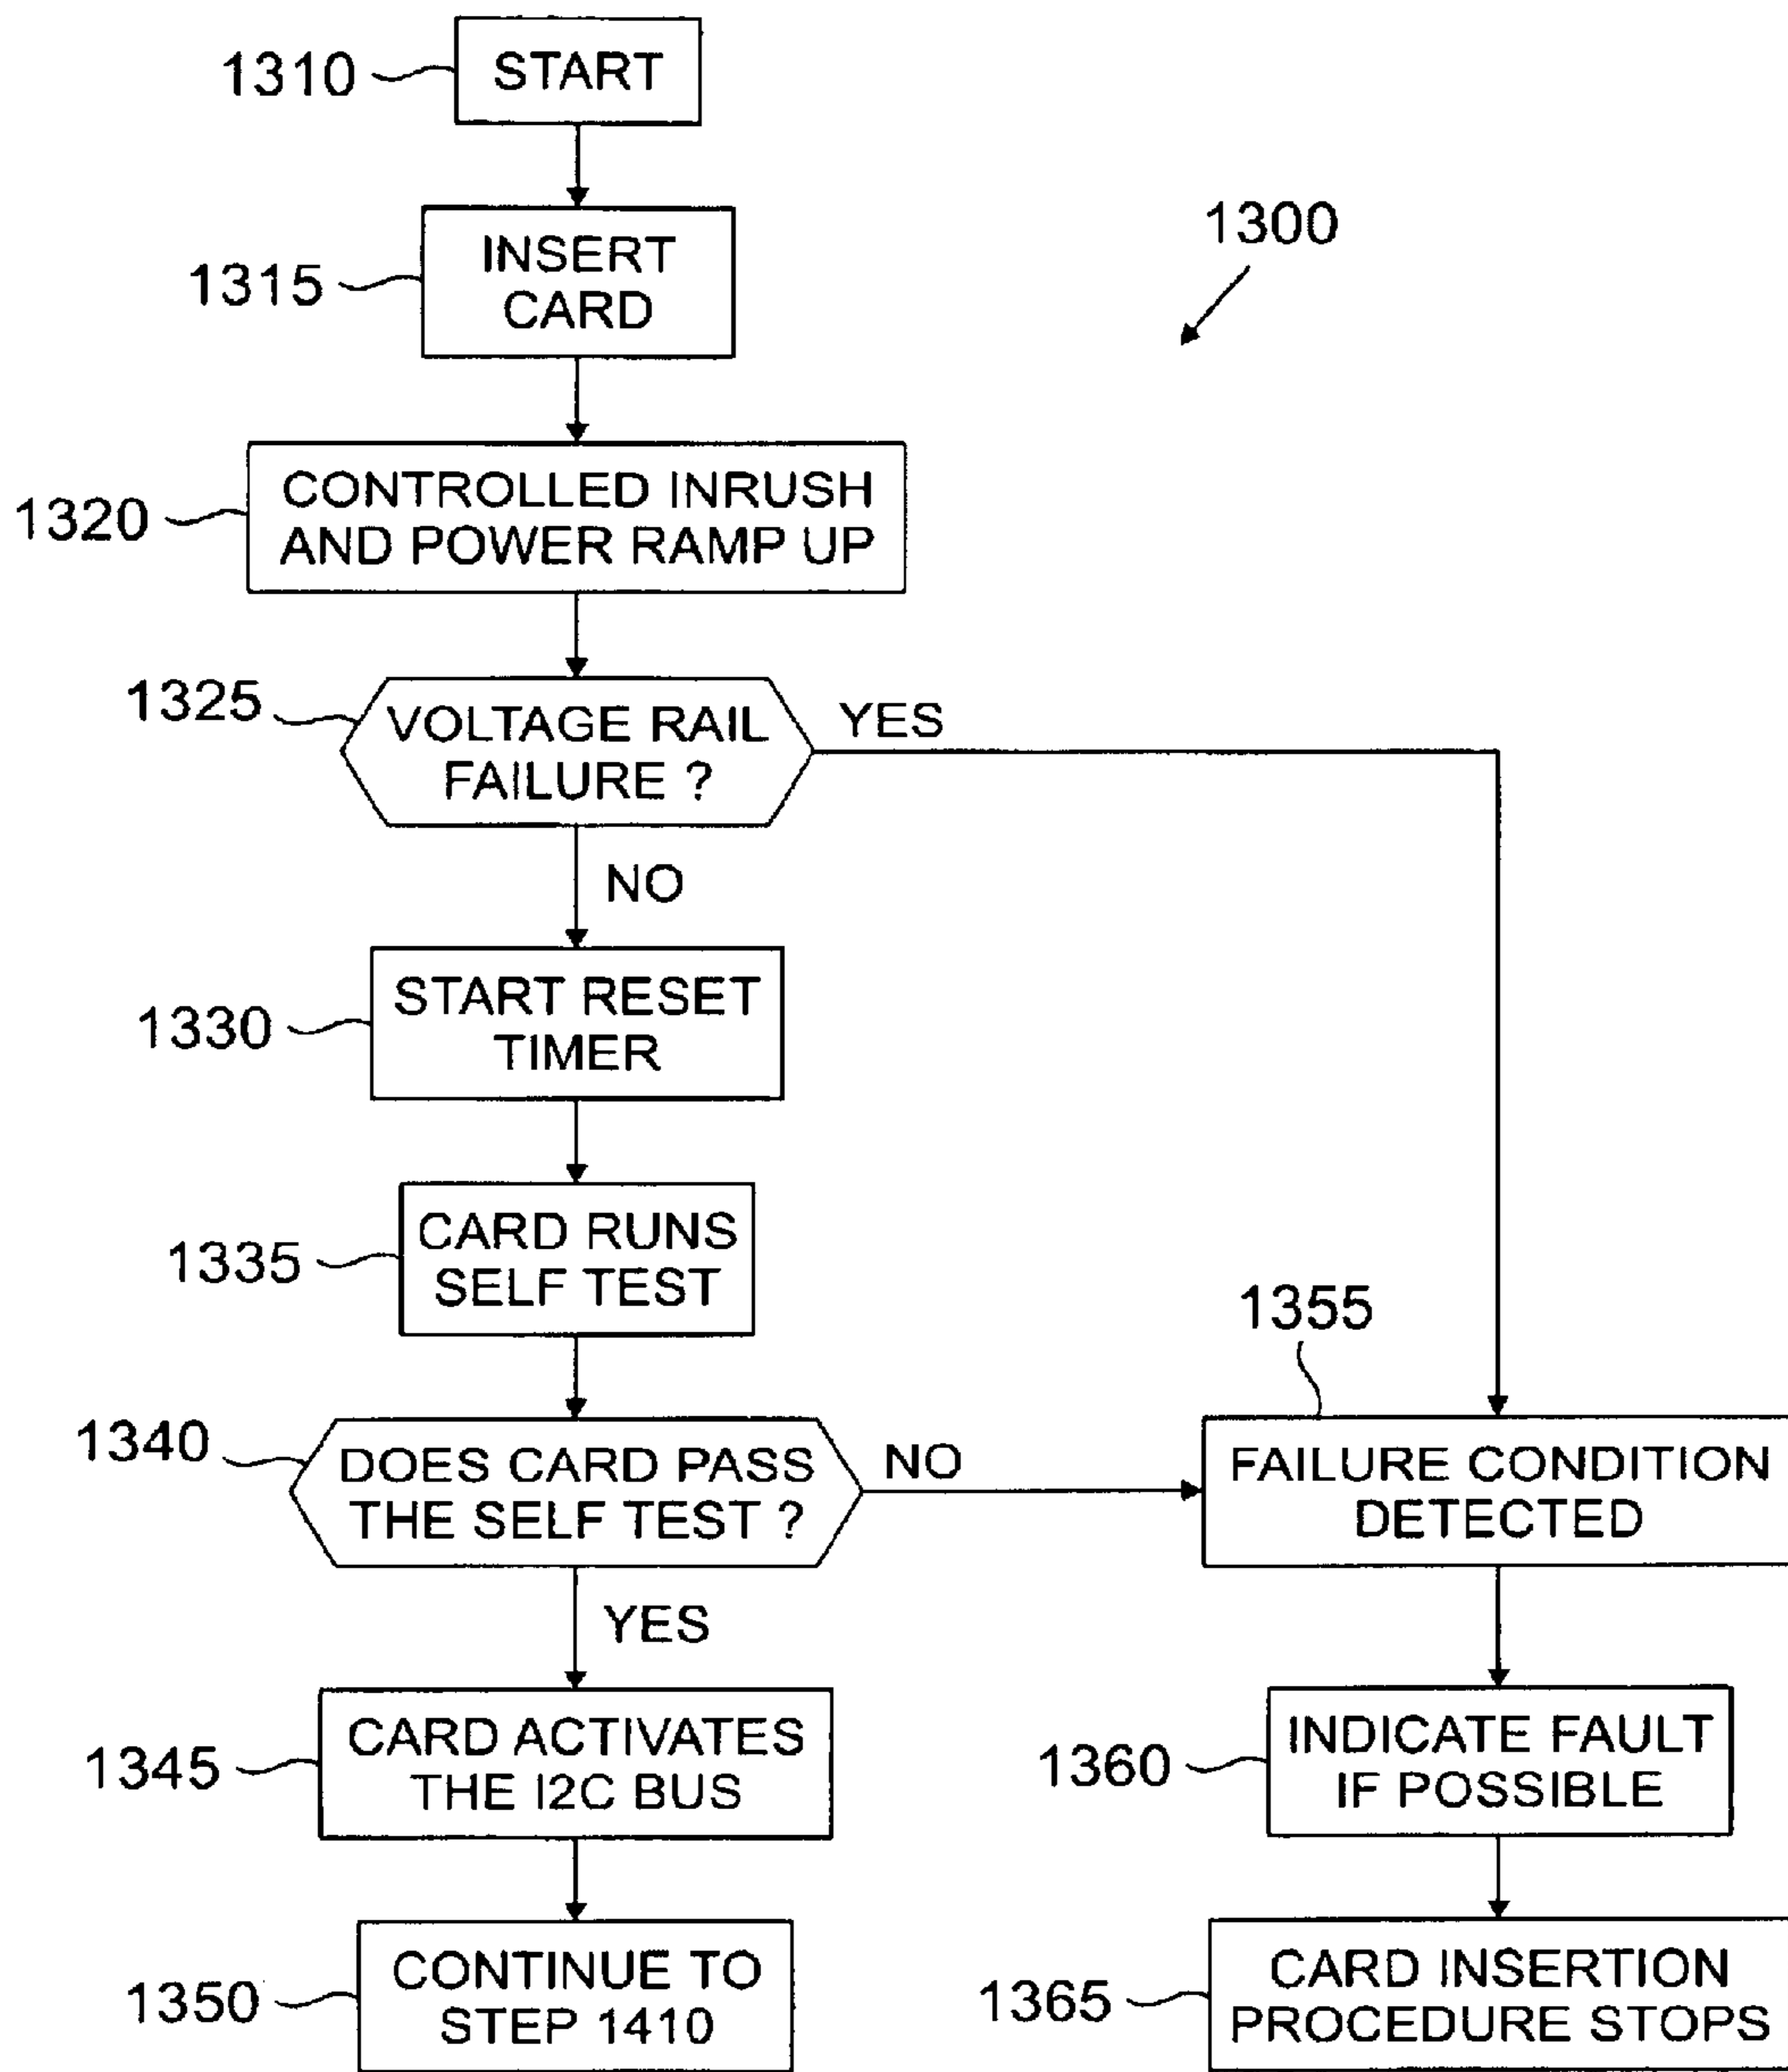 1310
START
1315
INSERT
CARD
1300
1320
CONTROLLED INRUSH
AND POWER RAMP UP
1325
VOLTAGE RAIL
FAILURE ?
YES
NO
1330
START RESET
TIMER
1335
CARD RUNS
SELF TEST
1340
DOES CARD PASS
THE SELF TEST ?
NO
1355
FAILURE CONDITION
DETECTED
YES
1345
CARD ACTIVATES
THE I2C BUS
1360
INDICATE FAULT
IF POSSIBLE
1350
CONTINUE TO
STEP 1410
1365
CARD INSERTION
PROCEDURE STOPS